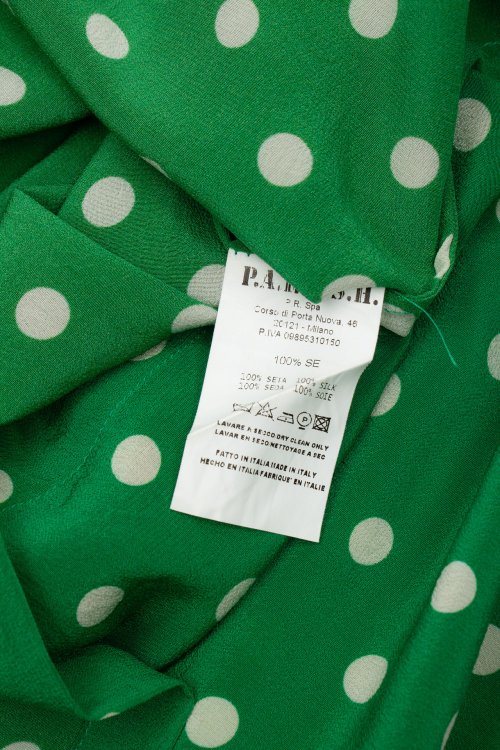 S.H.
P.R. Spa
Corso di Porta Nuova, 46
20121 - Milano
P.IVA 09895310150
100% SE
100% SETA 100% SILK
100% SEDA 100% SOIE
P
LAVARE A SECCO DRY CLEAN ONLY
LAVAR EN SECO NETTOYAGE A SEC
FATTO IN ITALIA MADE IN ITALY
HECHO EN ITALIA FABRIQUE' EN ITALIE